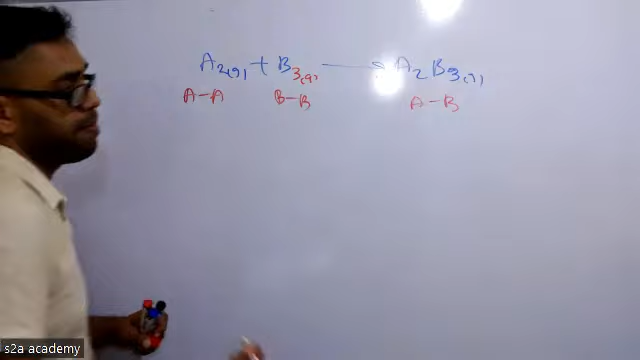 A₂(g) + B₃(g) ⟶ A₂B₃(g)
A–A B–B A–B
s2a academy